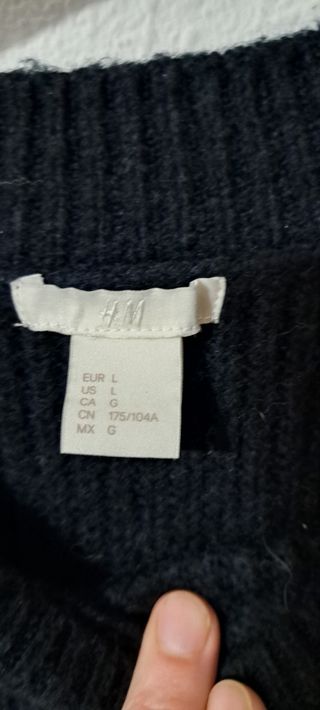 H&M
EUR L
US L
CA G
CN 175/104A
MX G